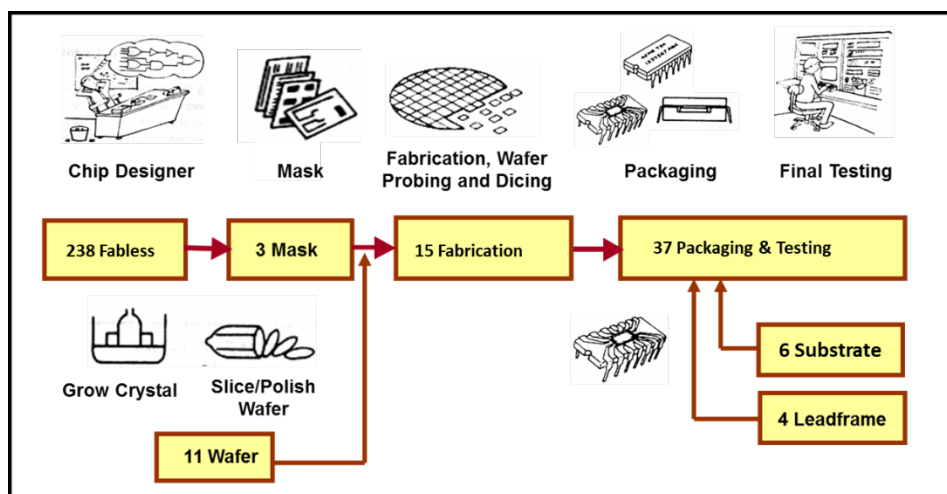 Chip Designer
Mask
Fabrication, Wafer
Probing and Dicing
Packaging
Final Testing
238 Fabless
3 Mask
15 Fabrication
37 Packaging & Testing
Grow Crystal
Slice/Polish
Wafer
6 Substrate
4 Leadframe
11 Wafer